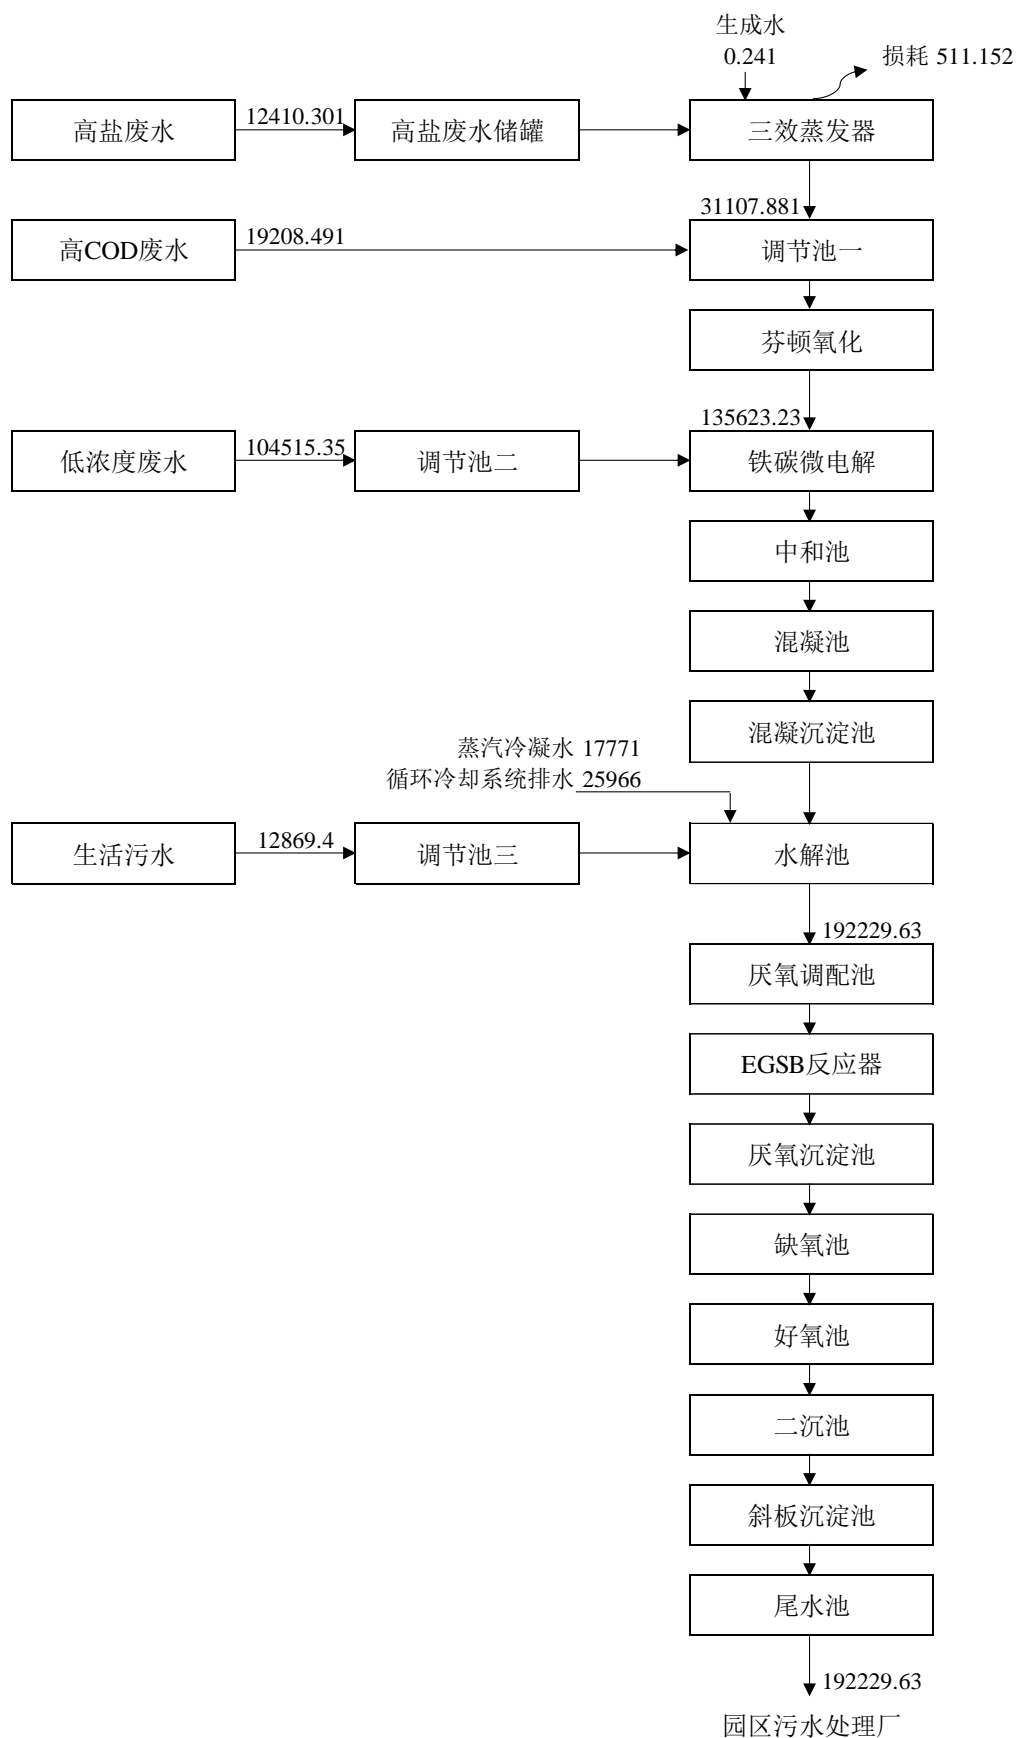 生成水
0.241
损耗 511.152
高盐废水
12410.301
高盐废水储罐
三效蒸发器
31107.881
高COD废水
19208.491
调节池一
芬顿氧化
135623.23
低浓度废水
104515.35
调节池二
铁碳微电解
中和池
混凝池
混凝沉淀池
蒸汽冷凝水 17771
循环冷却系统排水 25966
生活污水
12869.4
调节池三
水解池
192229.63
厌氧调配池
EGSB反应器
厌氧沉淀池
缺氧池
好氧池
二沉池
斜板沉淀池
尾水池
192229.63
园区污水处理厂